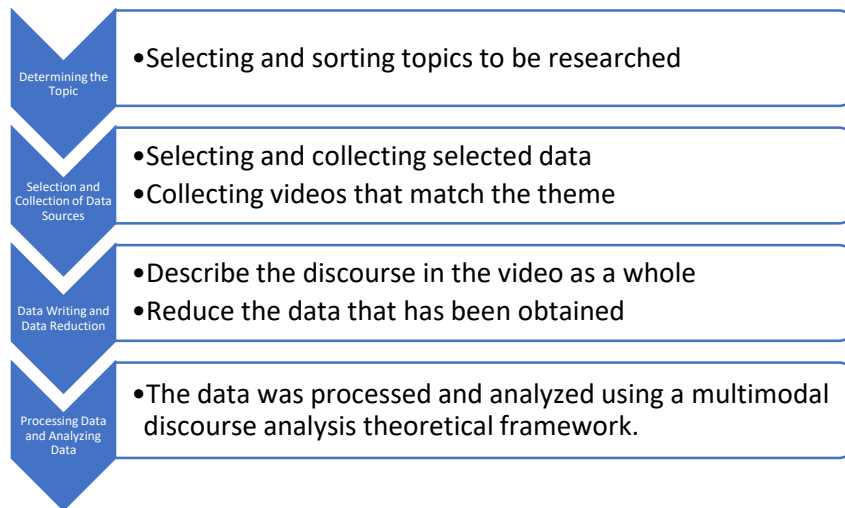 Determining the
Topic
•Selecting and sorting topics to be researched
Selection and
Collection of Data
Sources
•Selecting and collecting selected data
•Collecting videos that match the theme
Data Writing and
Data Reduction
•Describe the discourse in the video as a whole
•Reduce the data that has been obtained
Processing Data
and Analyzing
Data
•The data was processed and analyzed using a multimodal
discourse analysis theoretical framework.